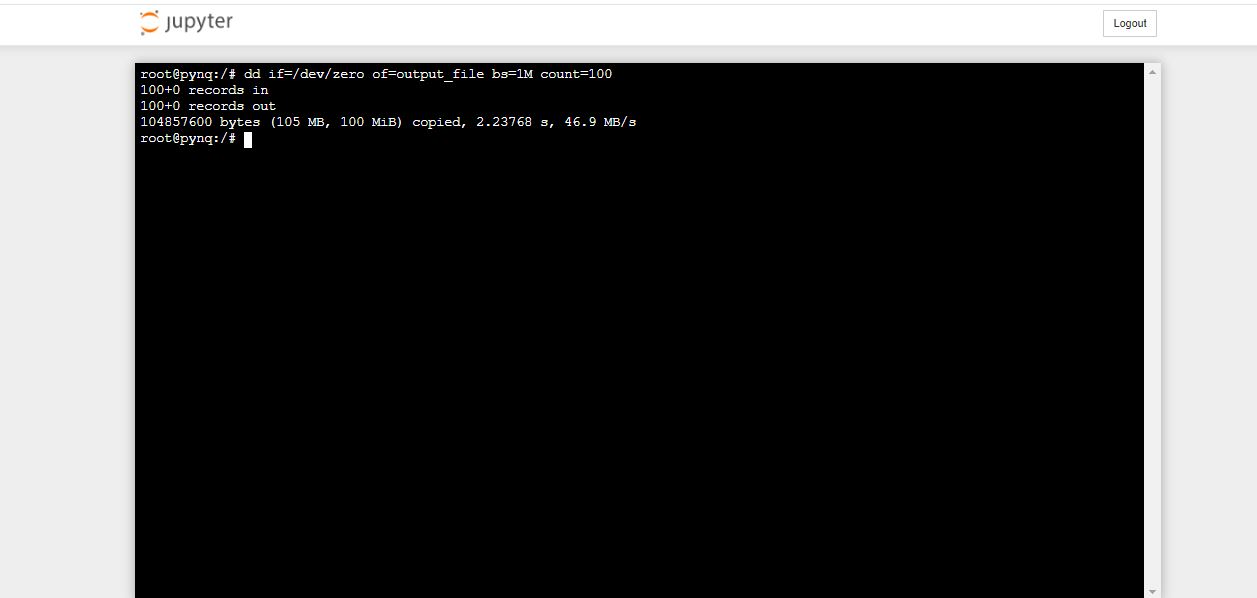 jupyter
Logout
root@pynq:/# dd if=/dev/zero of=output_file bs=1M count=100
100+0 records in
100+0 records out
104857600 bytes (105 MB, 100 MiB) copied, 2.23768 s, 46.9 MB/s
root@pynq:/#